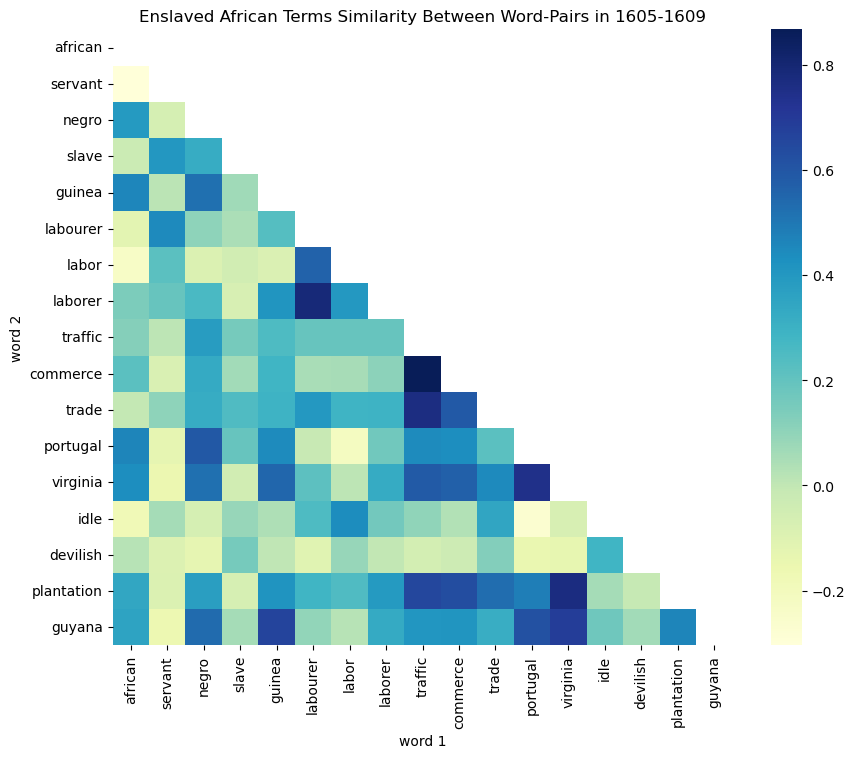 Enslaved African Terms Similarity Between Word-Pairs in 1605-1609
african
servant
negro
slave
guinea
labourer
labor
laborer
traffic
commerce
trade
portugal
virginia
idle
devilish
plantation
guyana
word 2
african
servant
negro
slave
guinea
labourer
labor
laborer
traffic
commerce
trade
portugal
virginia
idle
devilish
plantation
guyana
word 1
0.8
0.6
0.4
0.2
0.0
−0.2